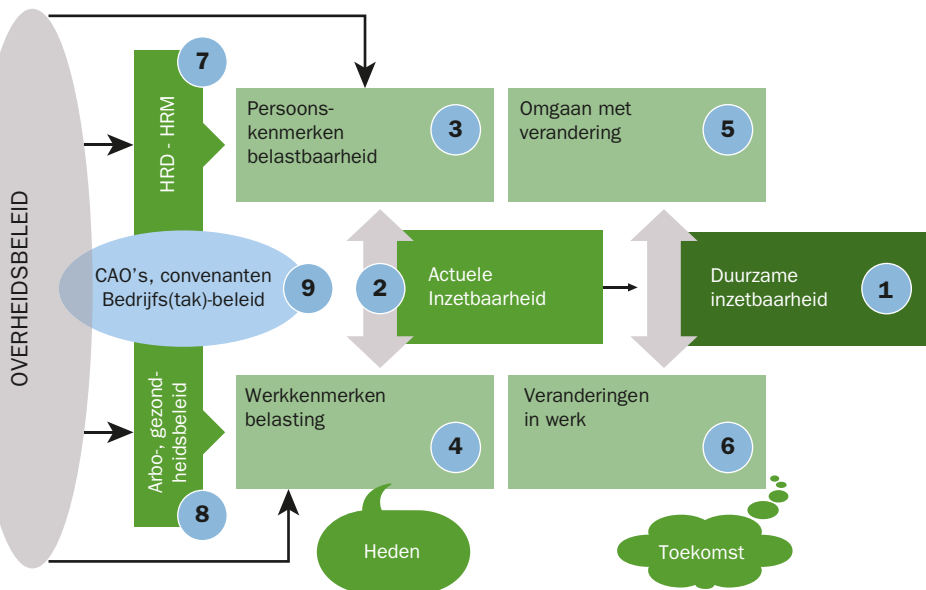 OVERHEIDSBELEID
7
HRD - HRM
Persoons-
kenmerken
belastbaarheid
3
Omgaan met
verandering
5
CAO's, convenanten
Bedrijfs(tak)-beleid
9
2
Actuele
Inzetbaarheid
Duurzame
inzetbaarheid
1
Arbo-, gezond-
heidsbeleid
8
Werkkenmerken
belasting
4
Veranderingen
in werk
6
Heden
Toekomst